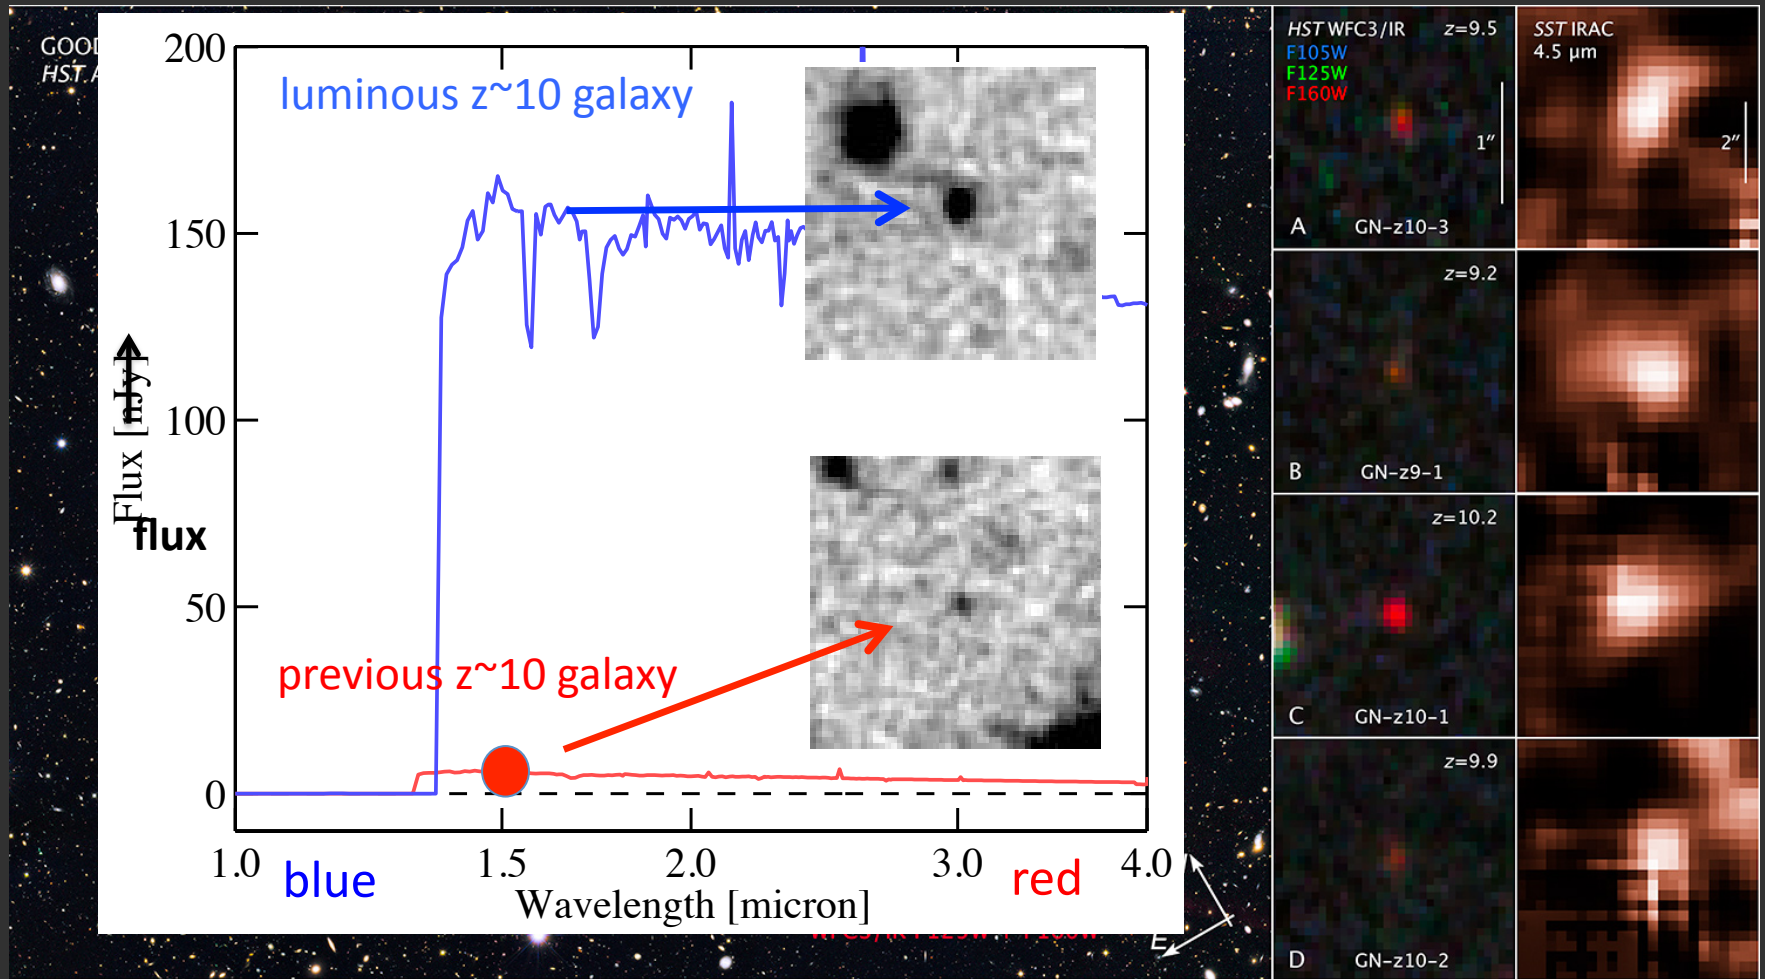 GOOD
HST A
200
150
100
50
0
Flux [nJy]
flux
luminous z~10 galaxy
previous z~10 galaxy
1.0
1.5
2.0
3.0
4.0
blue
red
Wavelength [micron]
E
HST WFC3/IR z=9.5
F105W
F125W
F160W
1″
A GN-z10-3
SST IRAC
4.5 μm
2″
z=9.2
B GN-z9-1
z=10.2
C GN-z10-1
z=9.9
D GN-z10-2